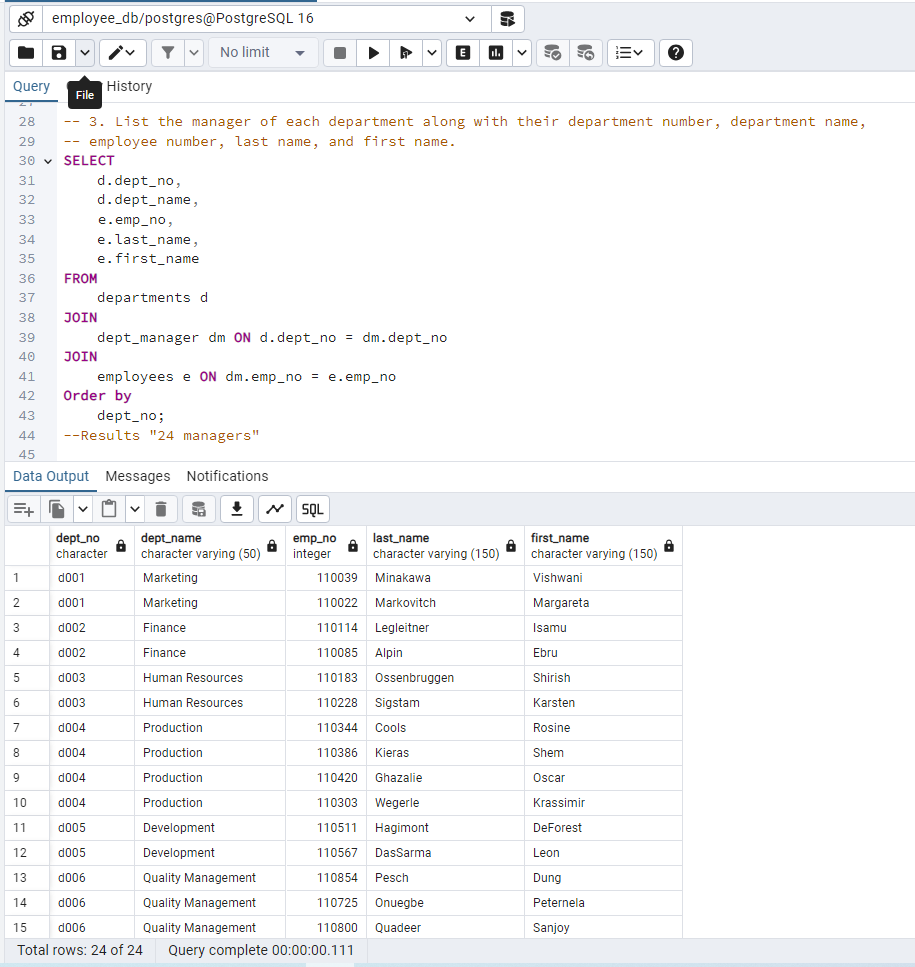 employee_db/postgres@PostgreSQL 16
No limit
E
Query History
File
28 -- 3. List the manager of each department along with their department number, department name,
29 -- employee number, last name, and first name.
30 SELECT
31 d.dept_no,
32 d.dept_name,
33 e.emp_no,
34 e.last_name,
35 e.first_name
36 FROM
37 departments d
38 JOIN
39 dept_manager dm ON d.dept_no = dm.dept_no
40 JOIN
41 employees e ON dm.emp_no = e.emp_no
42 Order by
43 dept_no;
44 --Results "24 managers"
45
Data Output Messages Notifications
SQL
dept_no dept_name emp_no last_name first_name
character character varying (50) integer character varying (150) character varying (150)
1 d001 Marketing 110039 Minakawa Vishwani
2 d001 Marketing 110022 Markovitch Margareta
3 d002 Finance 110114 Legleitner Isamu
4 d002 Finance 110085 Alpin Ebru
5 d003 Human Resources 110183 Ossenbruggen Shirish
6 d003 Human Resources 110228 Sigstam Karsten
7 d004 Production 110344 Cools Rosine
8 d004 Production 110386 Kieras Shem
9 d004 Production 110420 Ghazalie Oscar
10 d004 Production 110303 Wegerle Krassimir
11 d005 Development 110511 Hagimont DeForest
12 d005 Development 110567 DasSarma Leon
13 d006 Quality Management 110854 Pesch Dung
14 d006 Quality Management 110725 Onuegbe Peternela
15 d006 Quality Management 110800 Quadeer Sanjoy
Total rows: 24 of 24 Query complete 00:00:00.111